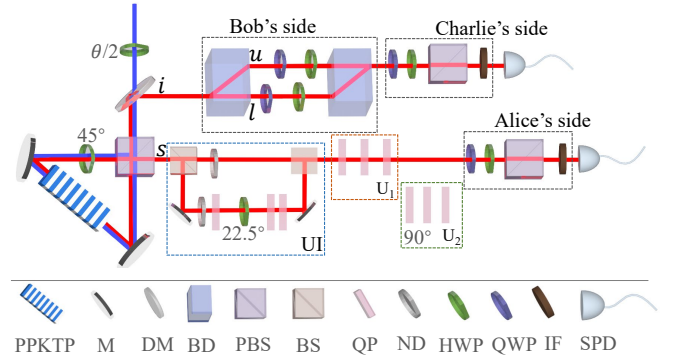 Bob's side
Charlie's side
θ/2
u
i
l
Alice's side
45°
s
U1
22.5°
UI
90°
U2
PPKTP M DM BD PBS BS QP ND HWP QWP IF SPD